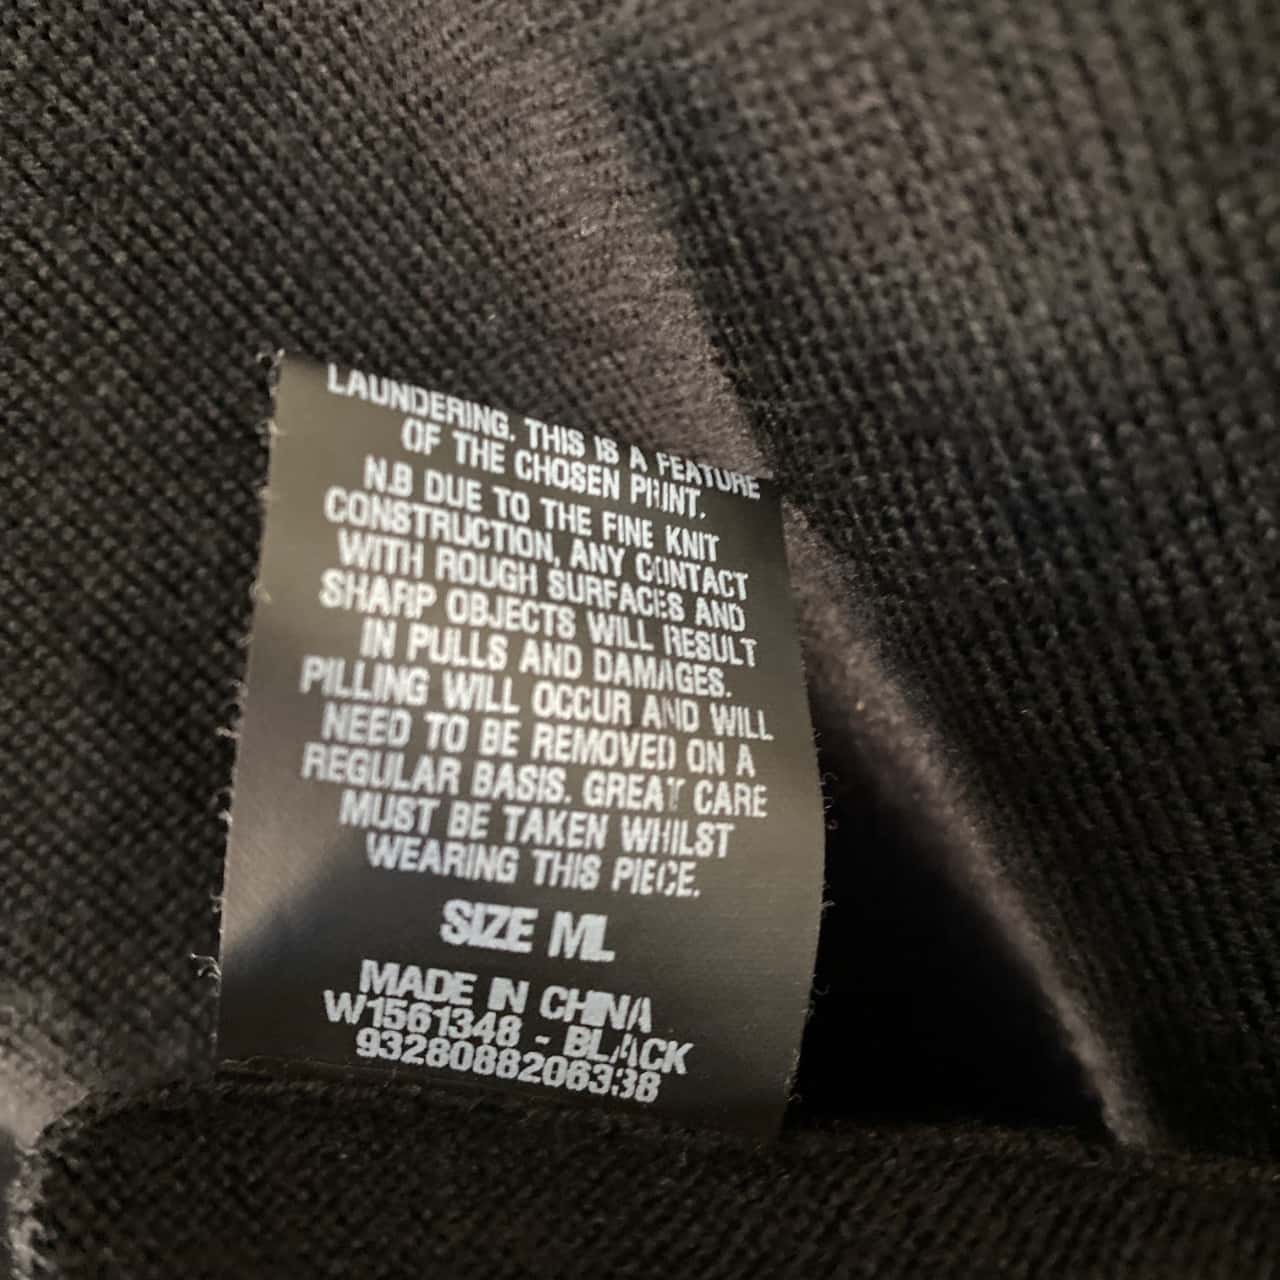 LAUNDERING. THIS IS A FEATURE
OF THE CHOSEN PRINT.
N.B DUE TO THE FINE KNIT
CONSTRUCTION, ANY CONTACT
WITH ROUGH SURFACES AND
SHARP OBJECTS WILL RESULT
IN PULLS AND DAMAGES.
PILLING WILL OCCUR AND WILL
NEED TO BE REMOVED ON A
REGULAR BASIS. GREAT CARE
MUST BE TAKEN WHILST
WEARING THIS PIECE.
SIZE ML
MADE IN CHINA
W1561348 - BLACK
9328088206338